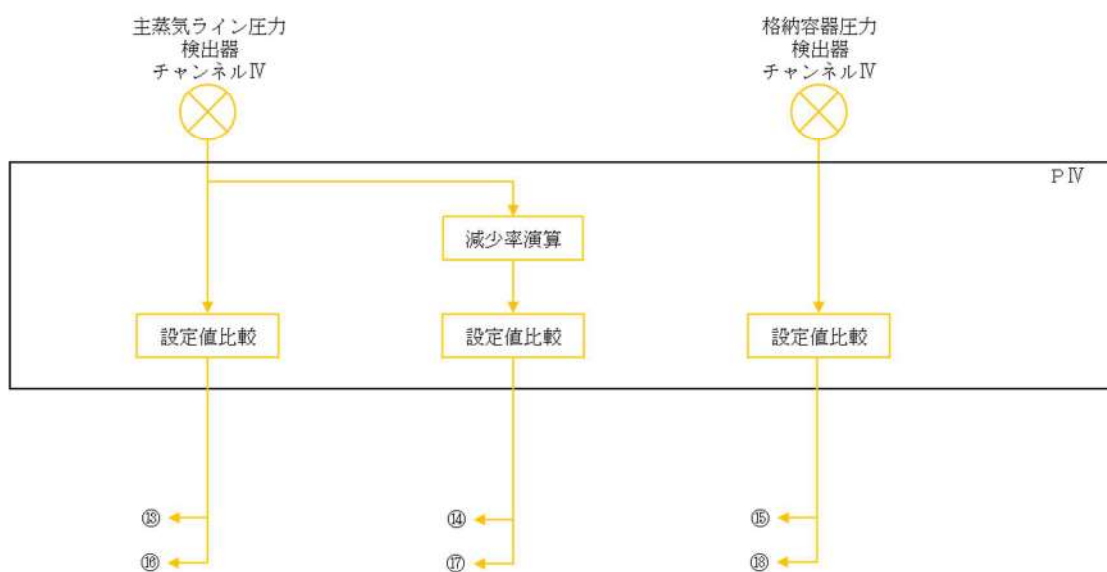 主蒸気ライン圧力
検出器
チャンネルⅣ
格納容器圧力
検出器
チャンネルⅣ
ＰⅣ
減少率演算
設定値比較
設定値比較
設定値比較
⑬
⑭
⑮
⑯
⑰
⑱